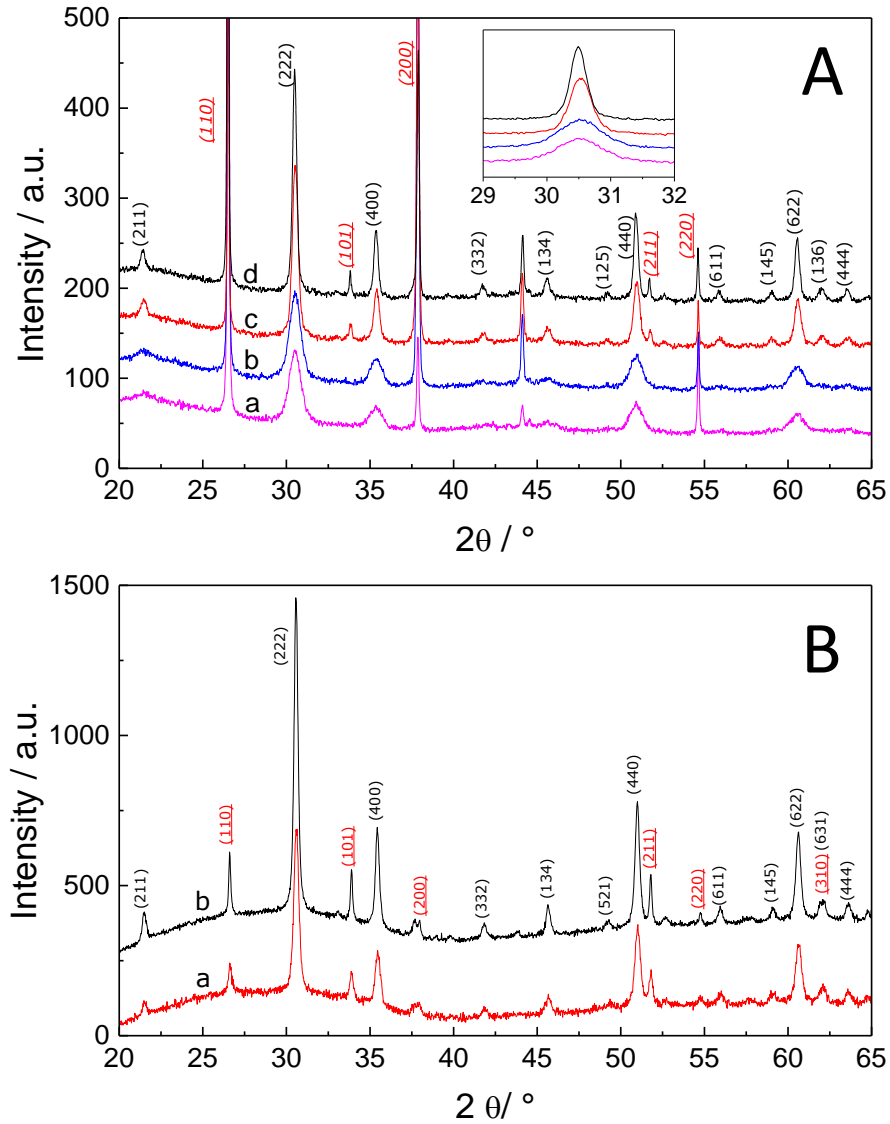 A
500
400
300
200
100
0
Intensity / a.u.
(211)
(110)
(222)
(101)
(400)
(200)
(332)
(134)
(125)
(440)
(211)
(220)
(611)
(145)
(622)
(136)
(444)
d
c
b
a
29 30 31 32
20 25 30 35 40 45 50 55 60 65
2θ / °
B
1500
1000
500
0
Intensity / a.u.
(211)
(110)
(222)
(101)
(400)
(200)
(332)
(134)
(521)
(440)
(211)
(220)
(611)
(145)
(622)
(310) (631)
(444)
b
a
20 25 30 35 40 45 50 55 60 65
2 θ/ °